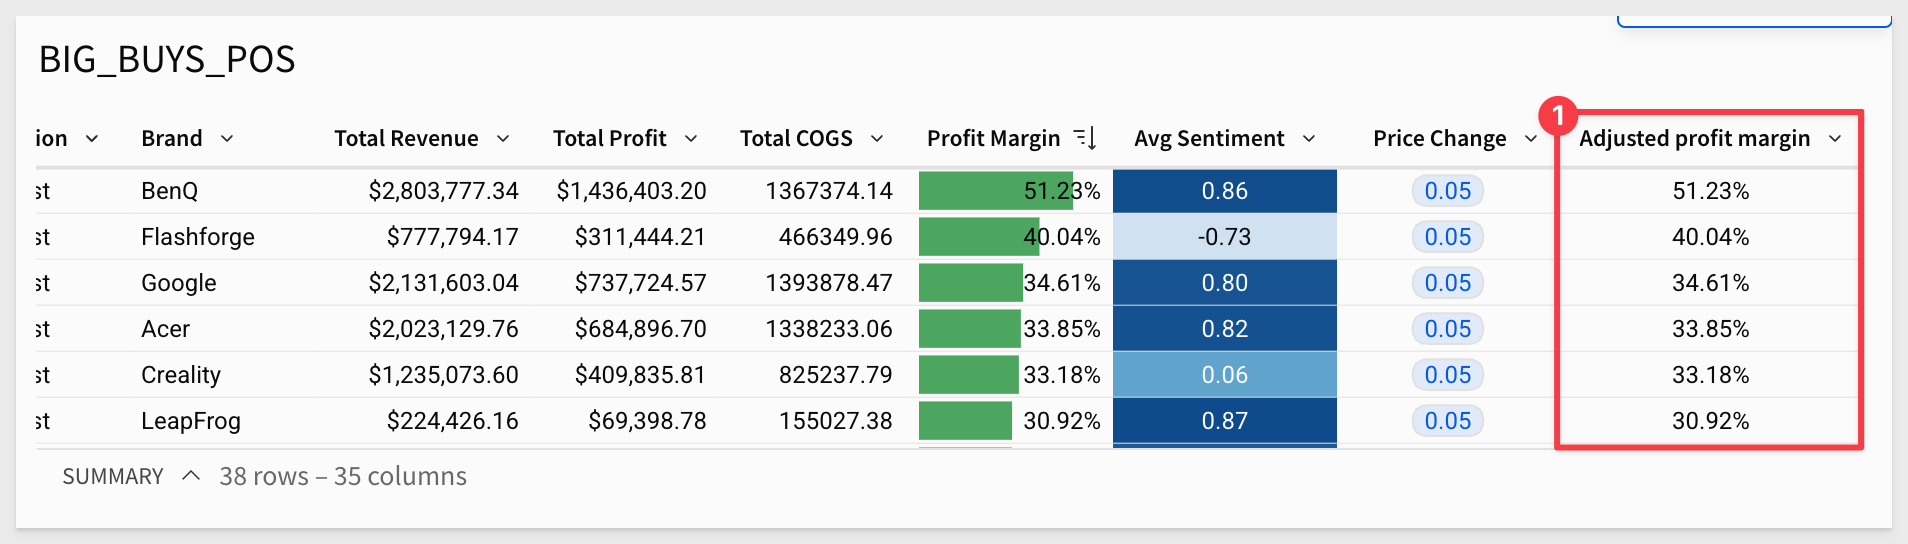 BIG_BUYS_POS
1
ion Brand Total Revenue Total Profit Total COGS Profit Margin Avg Sentiment Price Change Adjusted profit margin
st BenQ $2,803,777.34 $1,436,403.20 1367374.14 51.23% 0.86 0.05 51.23%
st Flashforge $777,794.17 $311,444.21 466349.96 40.04% -0.73 0.05 40.04%
st Google $2,131,603.04 $737,724.57 1393878.47 34.61% 0.80 0.05 34.61%
st Acer $2,023,129.76 $684,896.70 1338233.06 33.85% 0.82 0.05 33.85%
st Creality $1,235,073.60 $409,835.81 825237.79 33.18% 0.06 0.05 33.18%
st LeapFrog $224,426.16 $69,398.78 155027.38 30.92% 0.87 0.05 30.92%
SUMMARY 38 rows – 35 columns